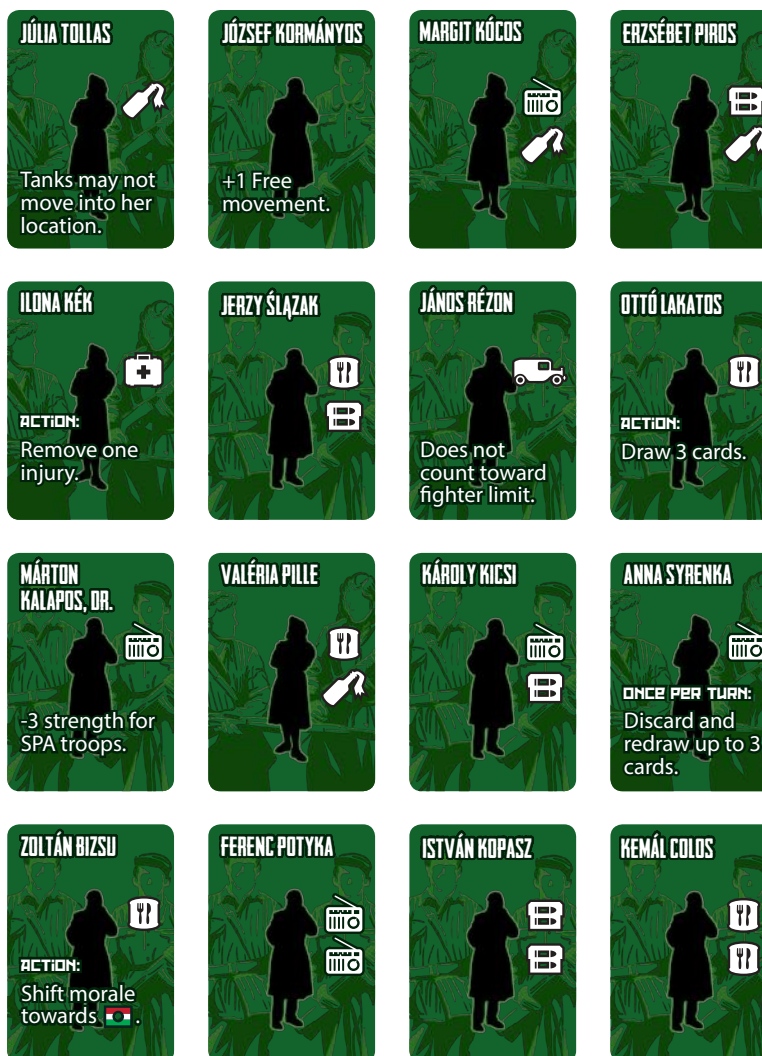 JÚLIA TOLLAS
Tanks may not
move into her
location.
JÓZSEF KORMÁNYOS
+1 Free
movement.
MARGIT KÓCOS
ERZSÉBET PIROS
ILONA KÉK
ACTION:
Remove one
injury.
JERZY ŚLĄZAK
JÁNOS RÉZON
Does not
count toward
fighter limit.
OTTÓ LAKATOS
ACTION:
Draw 3 cards.
MÁRTON
KALAPOS, DR.
-3 strength for
SPA troops.
VALÉRIA PILLE
KÁROLY KICSI
ANNA SYRENKA
ONCE PER TURN:
Discard and
redraw up to 3
cards.
ZOLTÁN BIZSU
ACTION:
Shift morale
towards .
FERENC POTYKA
ISTVÁN KOPASZ
KEMÁL COLOS